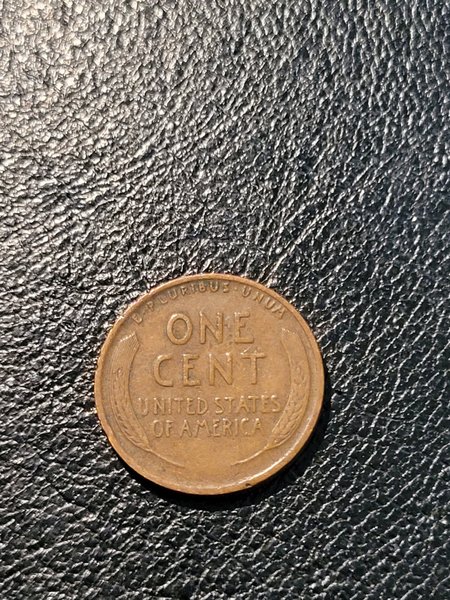 E·PLURIBUS·UNUM
ONE
CENT
UNITED STATES
OF AMERICA